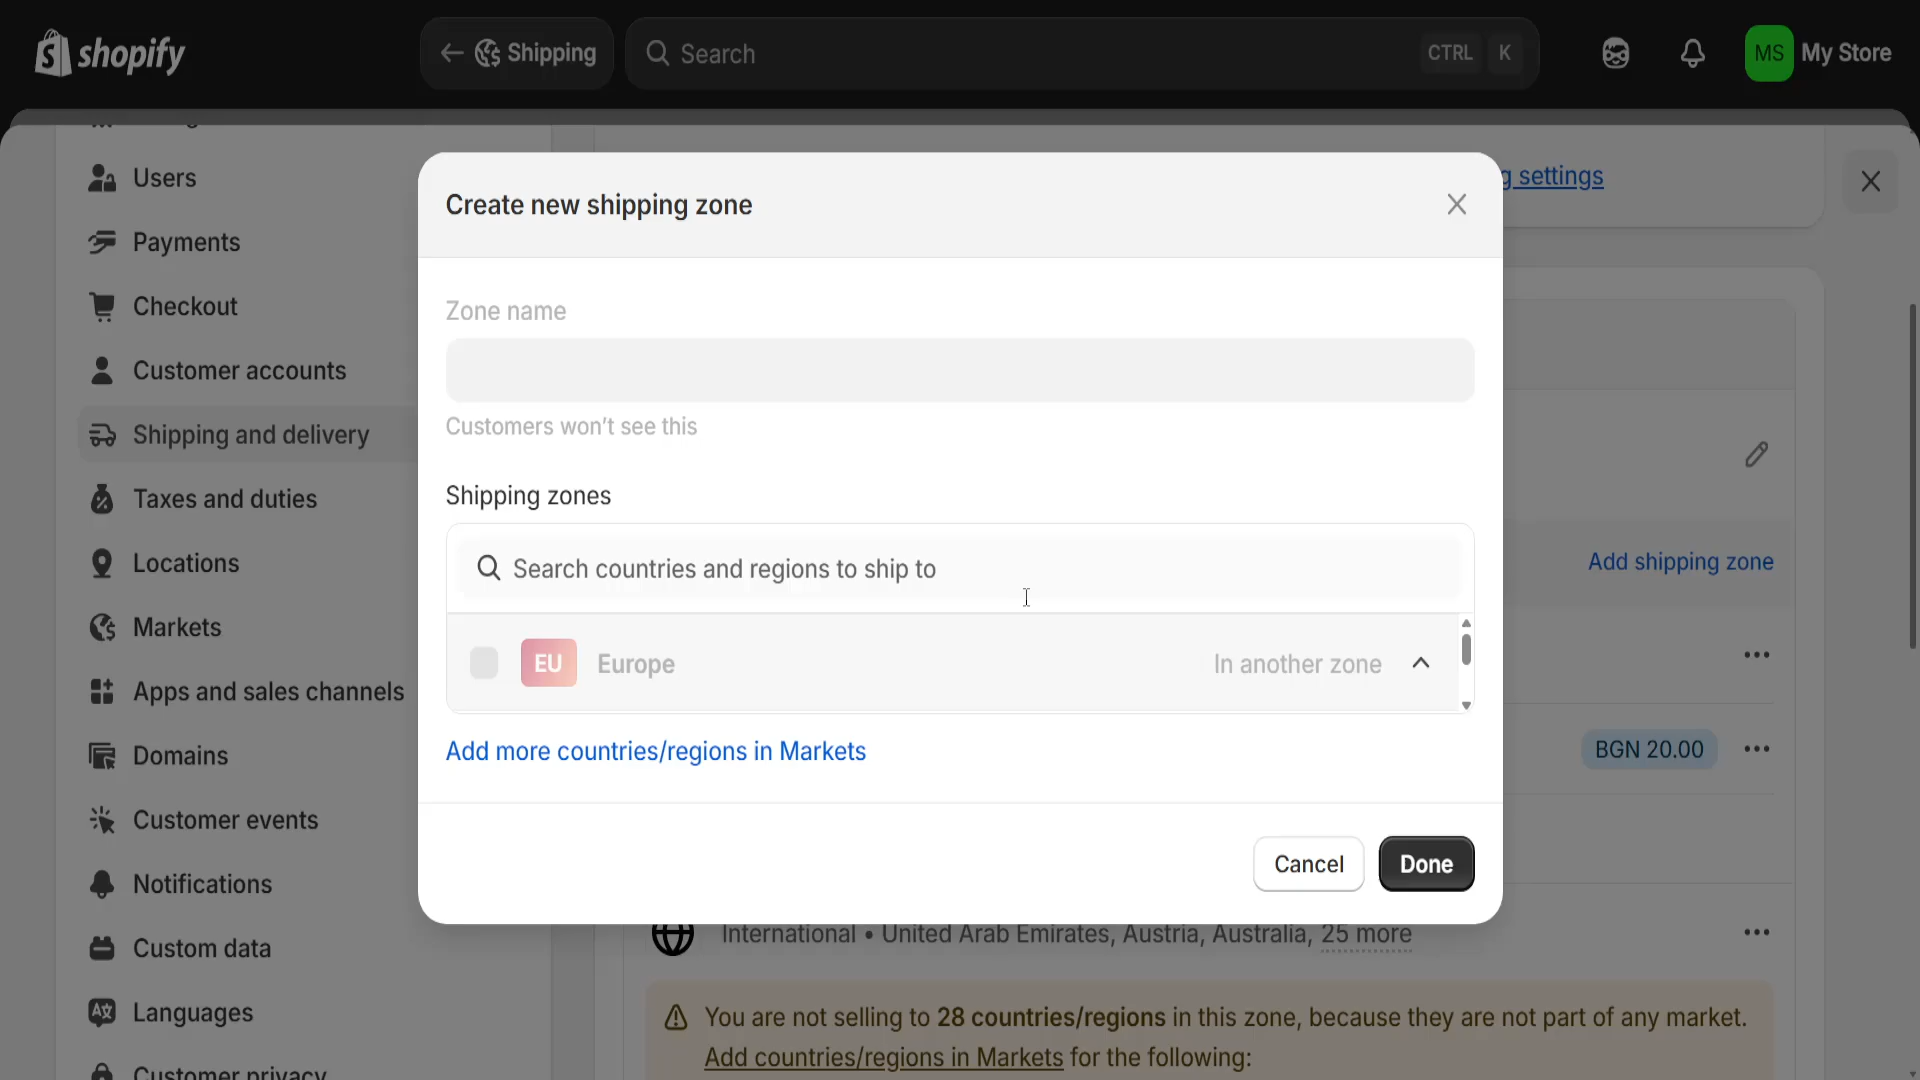 shopify
Shipping
Search
CTRL K
MS
My Store
Users
Payments
Checkout
Customer accounts
Shipping and delivery
Taxes and duties
Locations
Markets
Apps and sales channels
Domains
Customer events
Notifications
Custom data
Languages
Customer privacy
g settings
Create new shipping zone
Zone name
Customers won't see this
Shipping zones
Search countries and regions to ship to
EU Europe In another zone
Add more countries/regions in Markets
Cancel Done
Add shipping zone
BGN 20.00
International • United Arab Emirates, Austria, Australia, 25 more
You are not selling to 28 countries/regions in this zone, because they are not part of any market.
Add countries/regions in Markets for the following: